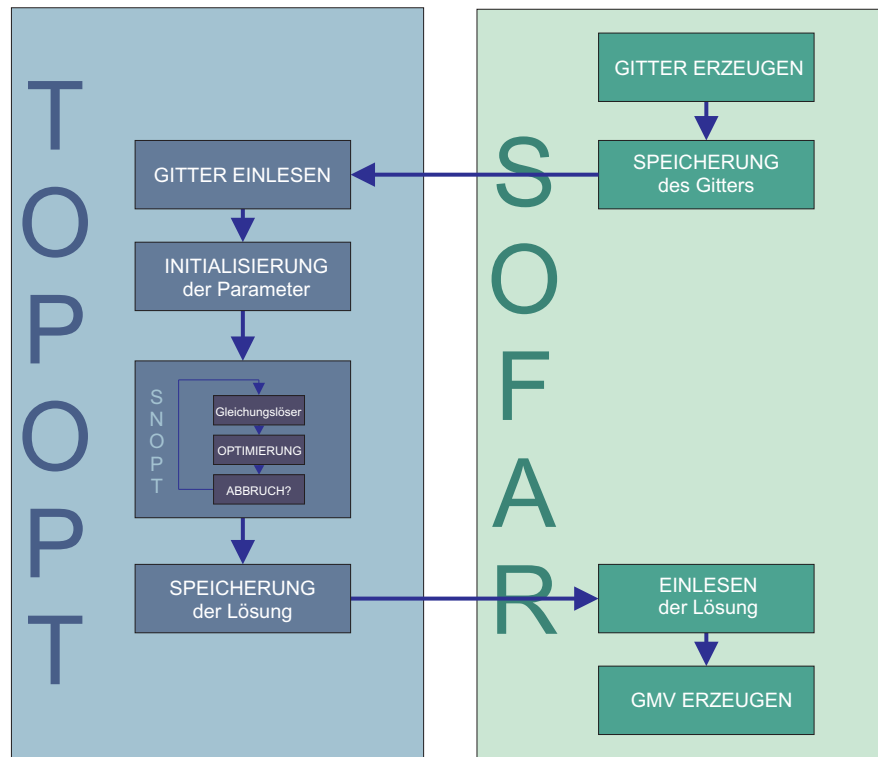 TOPOPT
GITTER EINLESEN
INITIALISIERUNG
der Parameter
SNOPT
Gleichungslöser
OPTIMIERUNG
ABBRUCH?
SPEICHERUNG
der Lösung
SOFAR
GITTER ERZEUGEN
SPEICHERUNG
des Gitters
EINLESEN
der Lösung
GMV ERZEUGEN